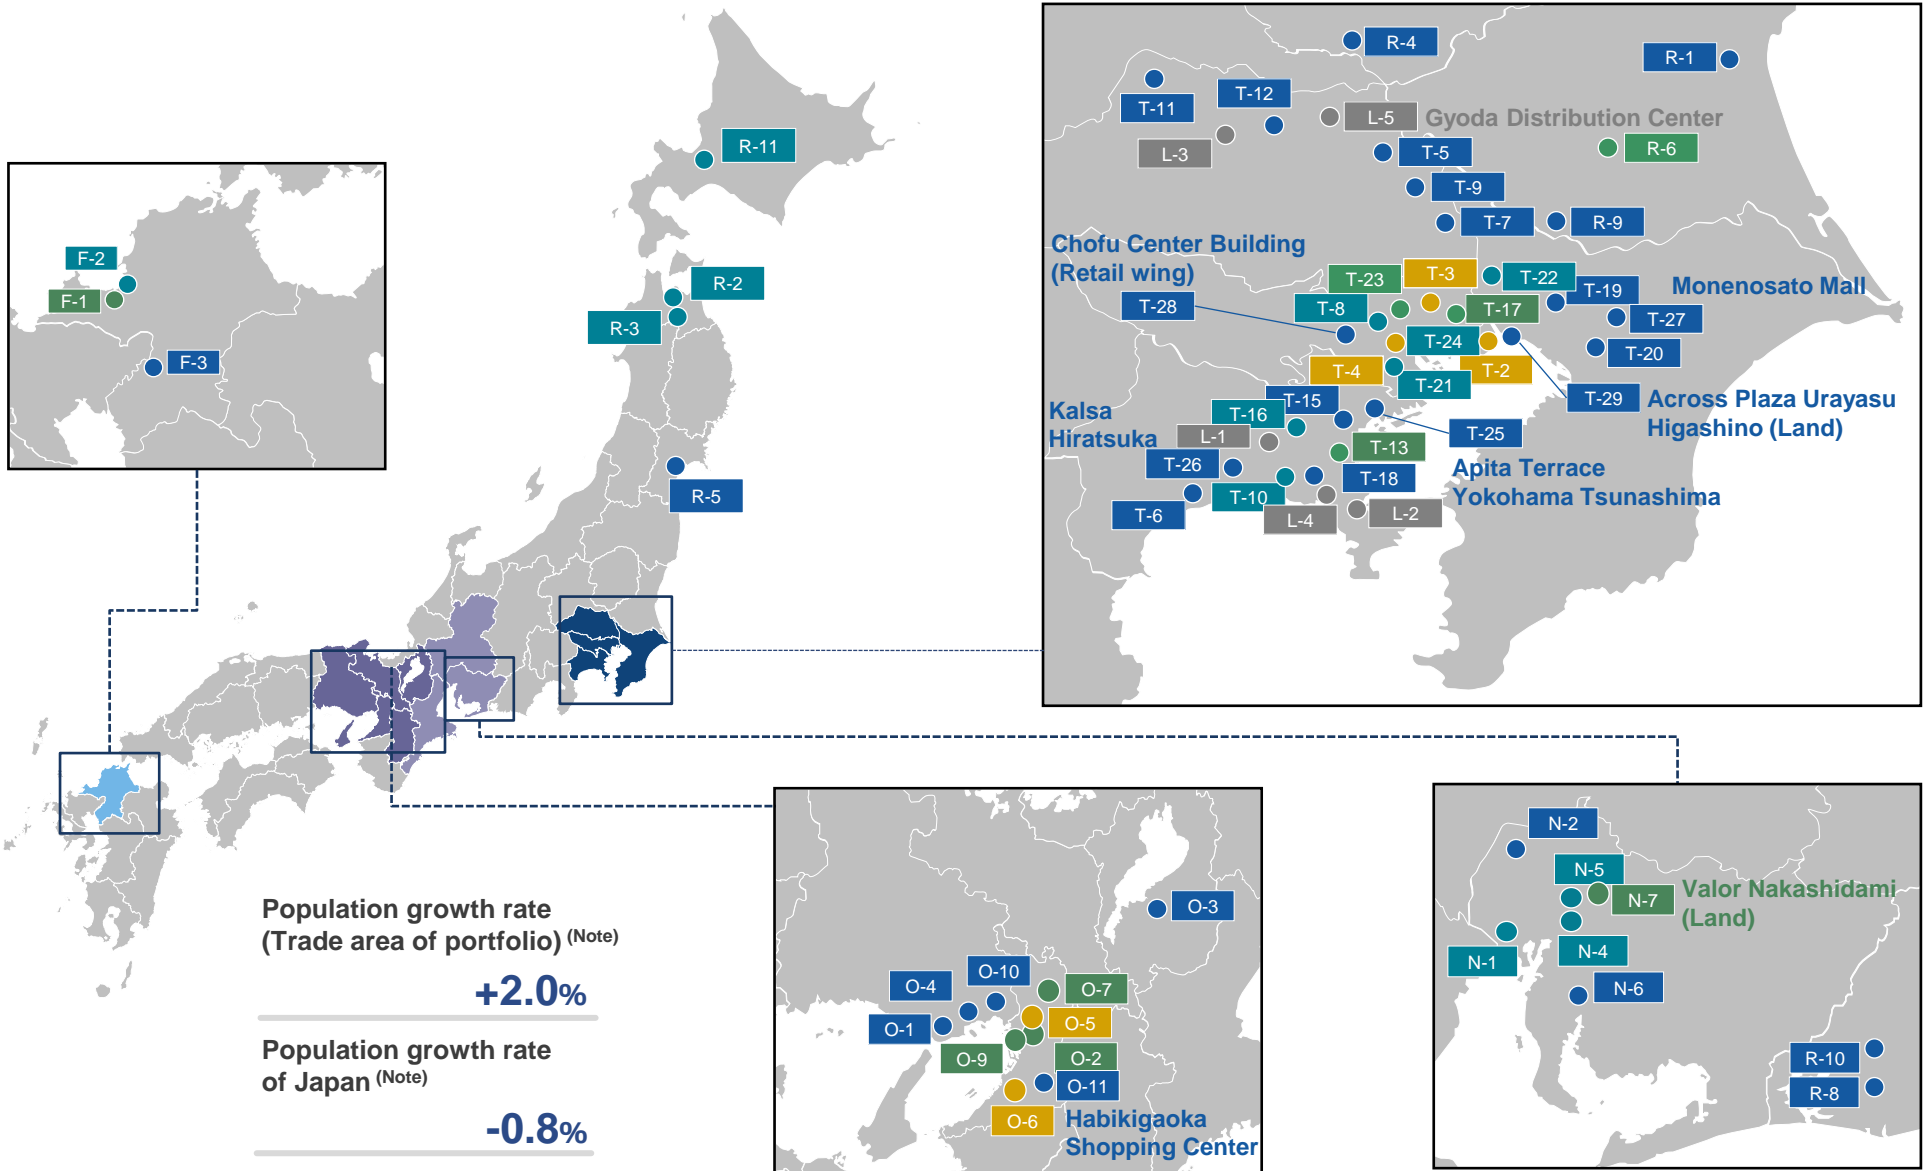 R-11
R-2
R-3
R-5
F-2
F-1
F-3
R-4
R-1
T-11
T-12
L-5
Gyoda Distribution Center
L-3
T-5
R-6
T-9
T-7
R-9
Chofu Center Building
(Retail wing)
T-23
T-3
T-22
T-19
Monenosato Mall
T-28
T-8
T-17
T-27
T-24
T-20
T-4
T-21
T-2
T-29
Across Plaza Urayasu
Higashino (Land)
T-15
T-16
Kalsa
Hiratsuka
L-1
T-25
T-13
T-26
T-18
Apita Terrace
Yokohama Tsunashima
T-10
T-6
L-4
L-2
Population growth rate
(Trade area of portfolio) (Note)
+2.0%
Population growth rate
of Japan (Note)
-0.8%
O-3
O-10
O-4
O-7
O-1
O-5
O-9
O-2
O-11
O-6
Habikigaoka
Shopping Center
N-2
N-5
N-7
Valor Nakashidami
(Land)
N-1
N-4
N-6
R-10
R-8